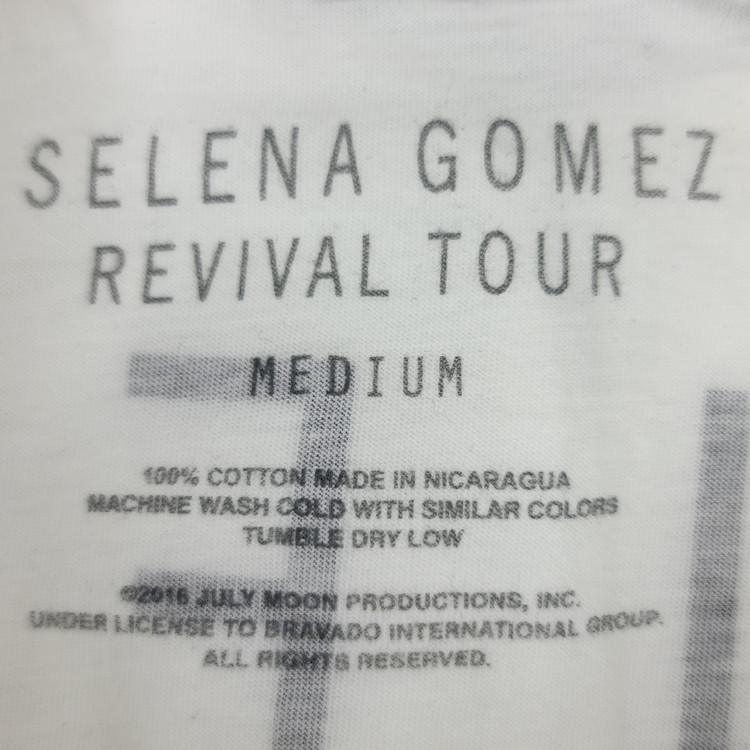 SELENA GOMEZ
REVIVAL TOUR
MEDIUM
100% COTTON MADE IN NICARAGUA
MACHINE WASH COLD WITH SIMILAR COLORS
TUMBLE DRY LOW
©2016 JULY MOON PRODUCTIONS, INC.
UNDER LICENSE TO BRAVADO INTERNATIONAL GROUP.
ALL RIGHTS RESERVED.